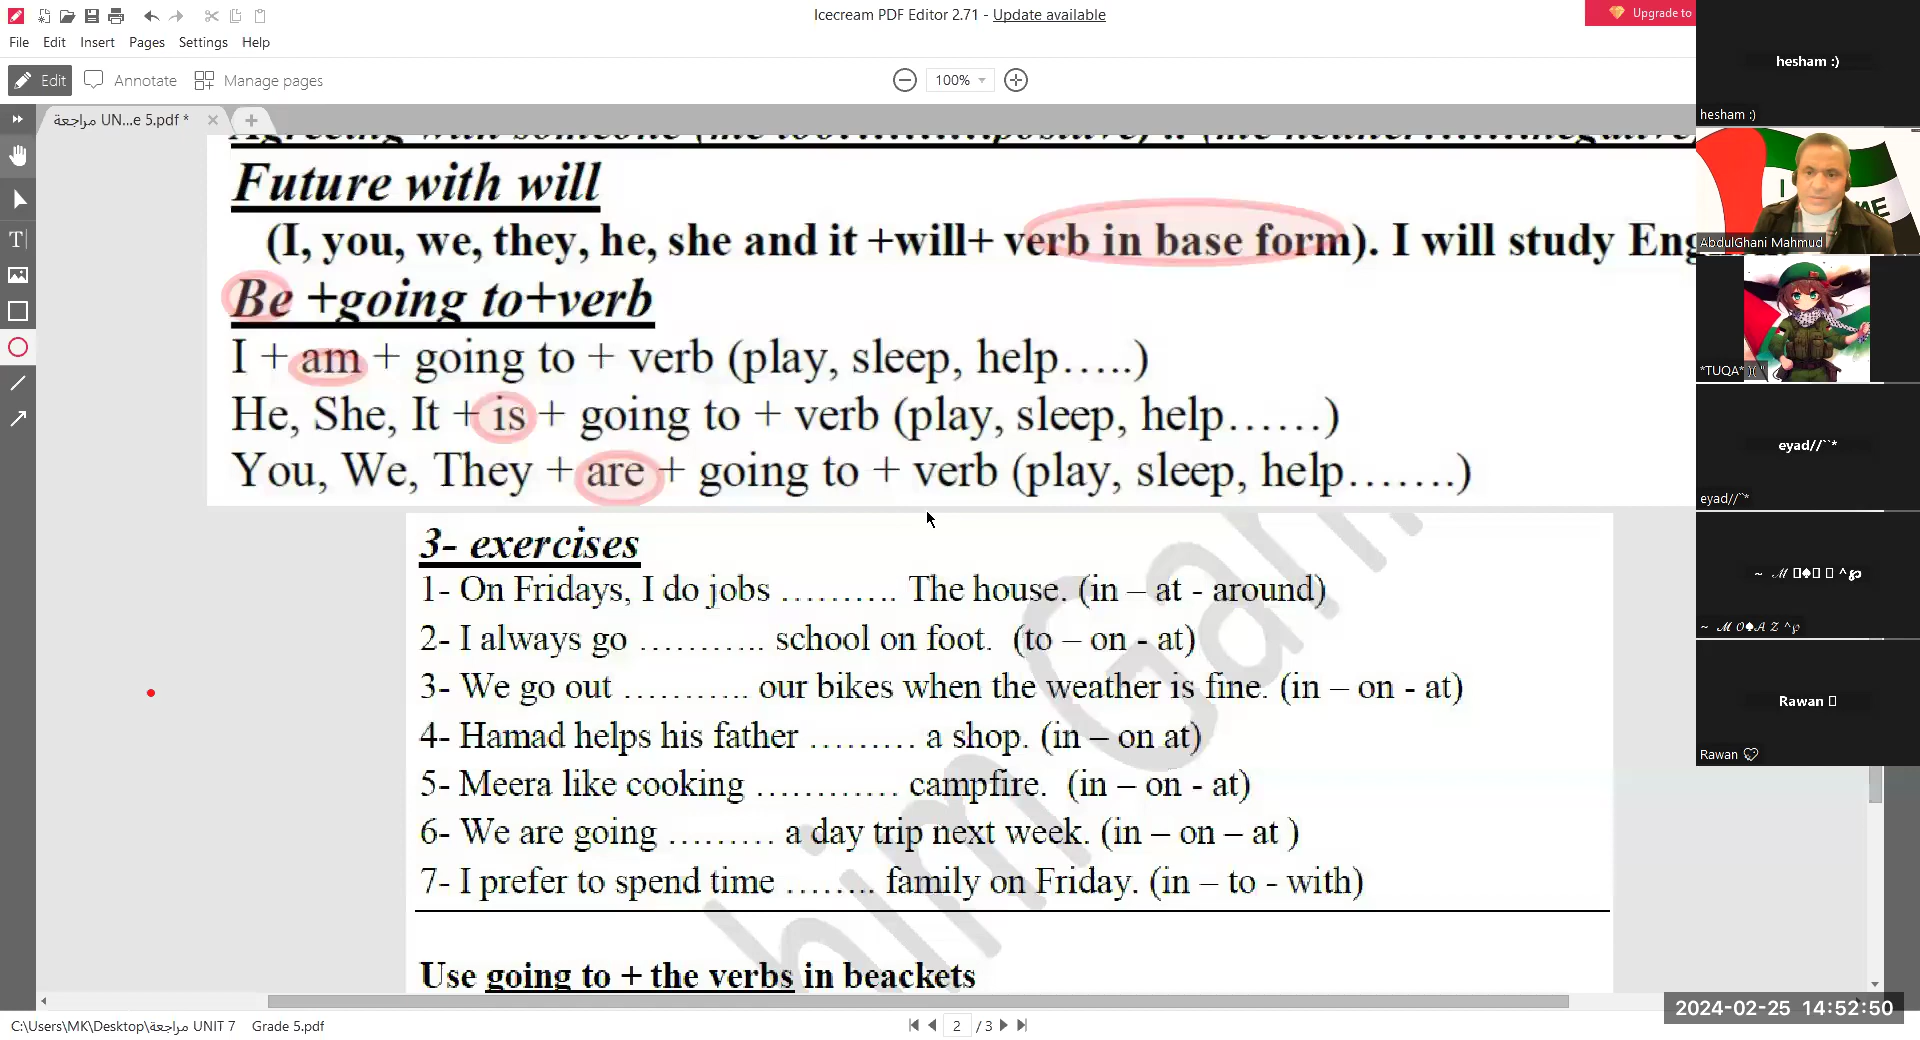 Icecream PDF Editor 2.71 - Update available
Upgrade to
File Edit Insert Pages Settings Help
Edit Annotate Manage pages
100%
مراجعة UN...e 5.pdf *
Future with will
(I, you, we, they, he, she and it +will+ verb in base form). I will study Eng
Be +going to+verb
I + am + going to + verb (play, sleep, help…..)
He, She, It + is + going to + verb (play, sleep, help……)
You, We, They + are + going to + verb (play, sleep, help…….)
3- exercises
1- On Fridays, I do jobs ………. The house. (in – at - around)
2- I always go ……….. school on foot. (to – on - at)
3- We go out ……….. our bikes when the weather is fine. (in – on - at)
4- Hamad helps his father ……… a shop. (in – on at)
5- Meera like cooking ………… campfire. (in – on - at)
6- We are going ……… a day trip next week. (in – on – at )
7- I prefer to spend time …….. family on Friday. (in – to - with)
Use going to + the verbs in beackets
him Gam
C:\Users\MK\Desktop\مراجعة UNIT 7 Grade 5.pdf
2 / 3
hesham :)
hesham :)
AbdulGhani Mahmud
*TUQA*
eyad//``*
eyad//``*
~ M O♠A Z ^℘
Rawan
Rawan
2024-02-25 14:52:50